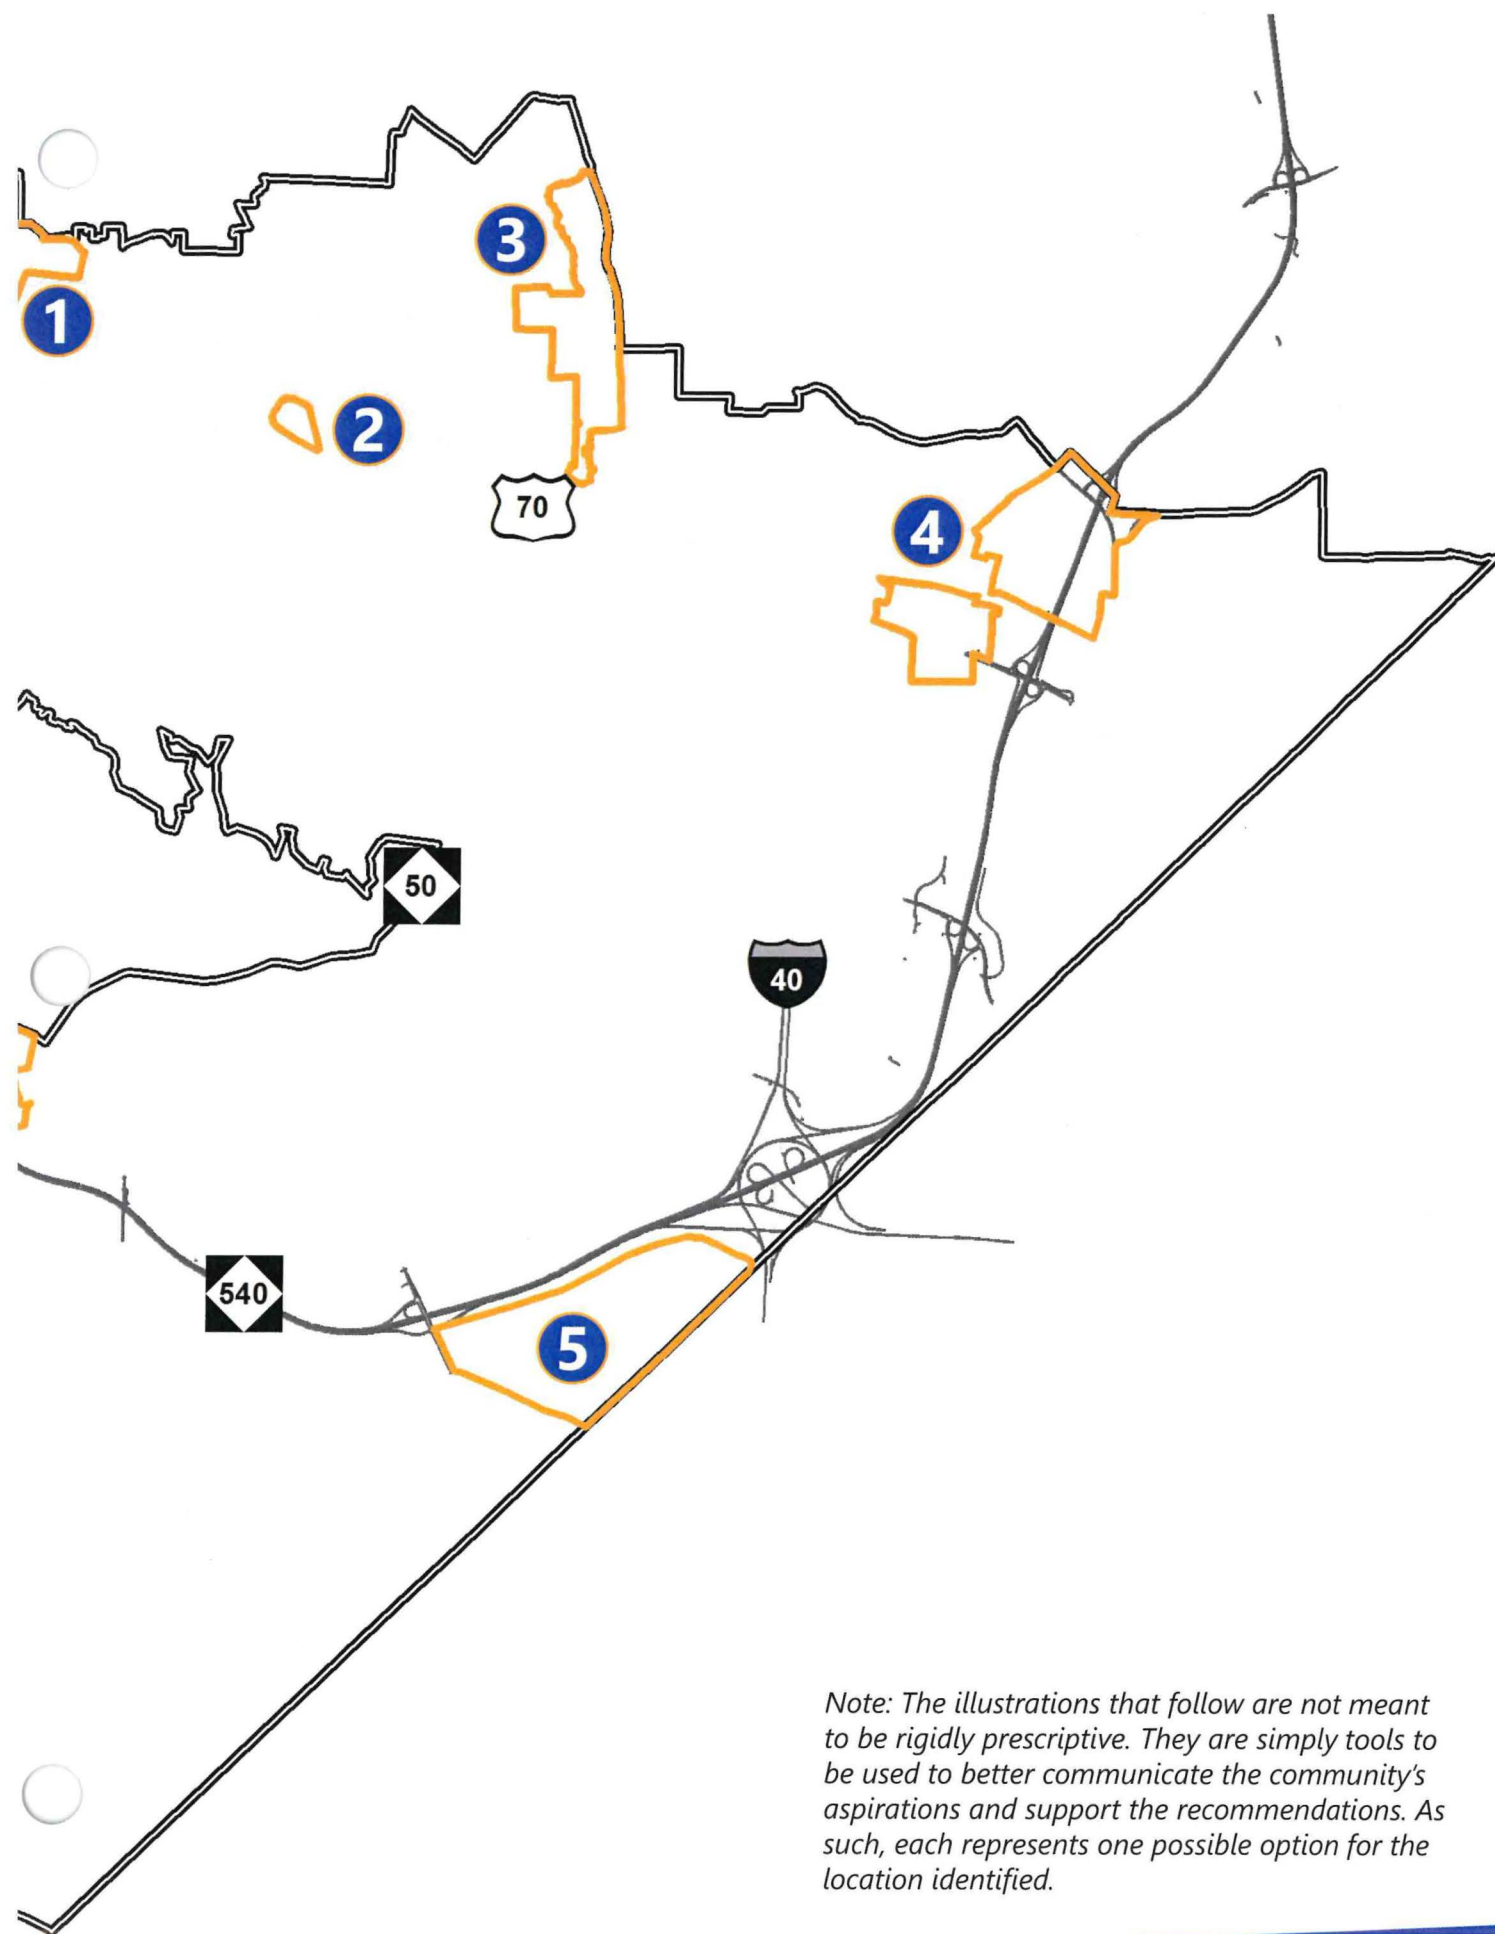 3
1
2
70
4
50
40
540
5
Note: The illustrations that follow are not meant
to be rigidly prescriptive. They are simply tools to
be used to better communicate the community's
aspirations and support the recommendations. As
such, each represents one possible option for the
location identified.